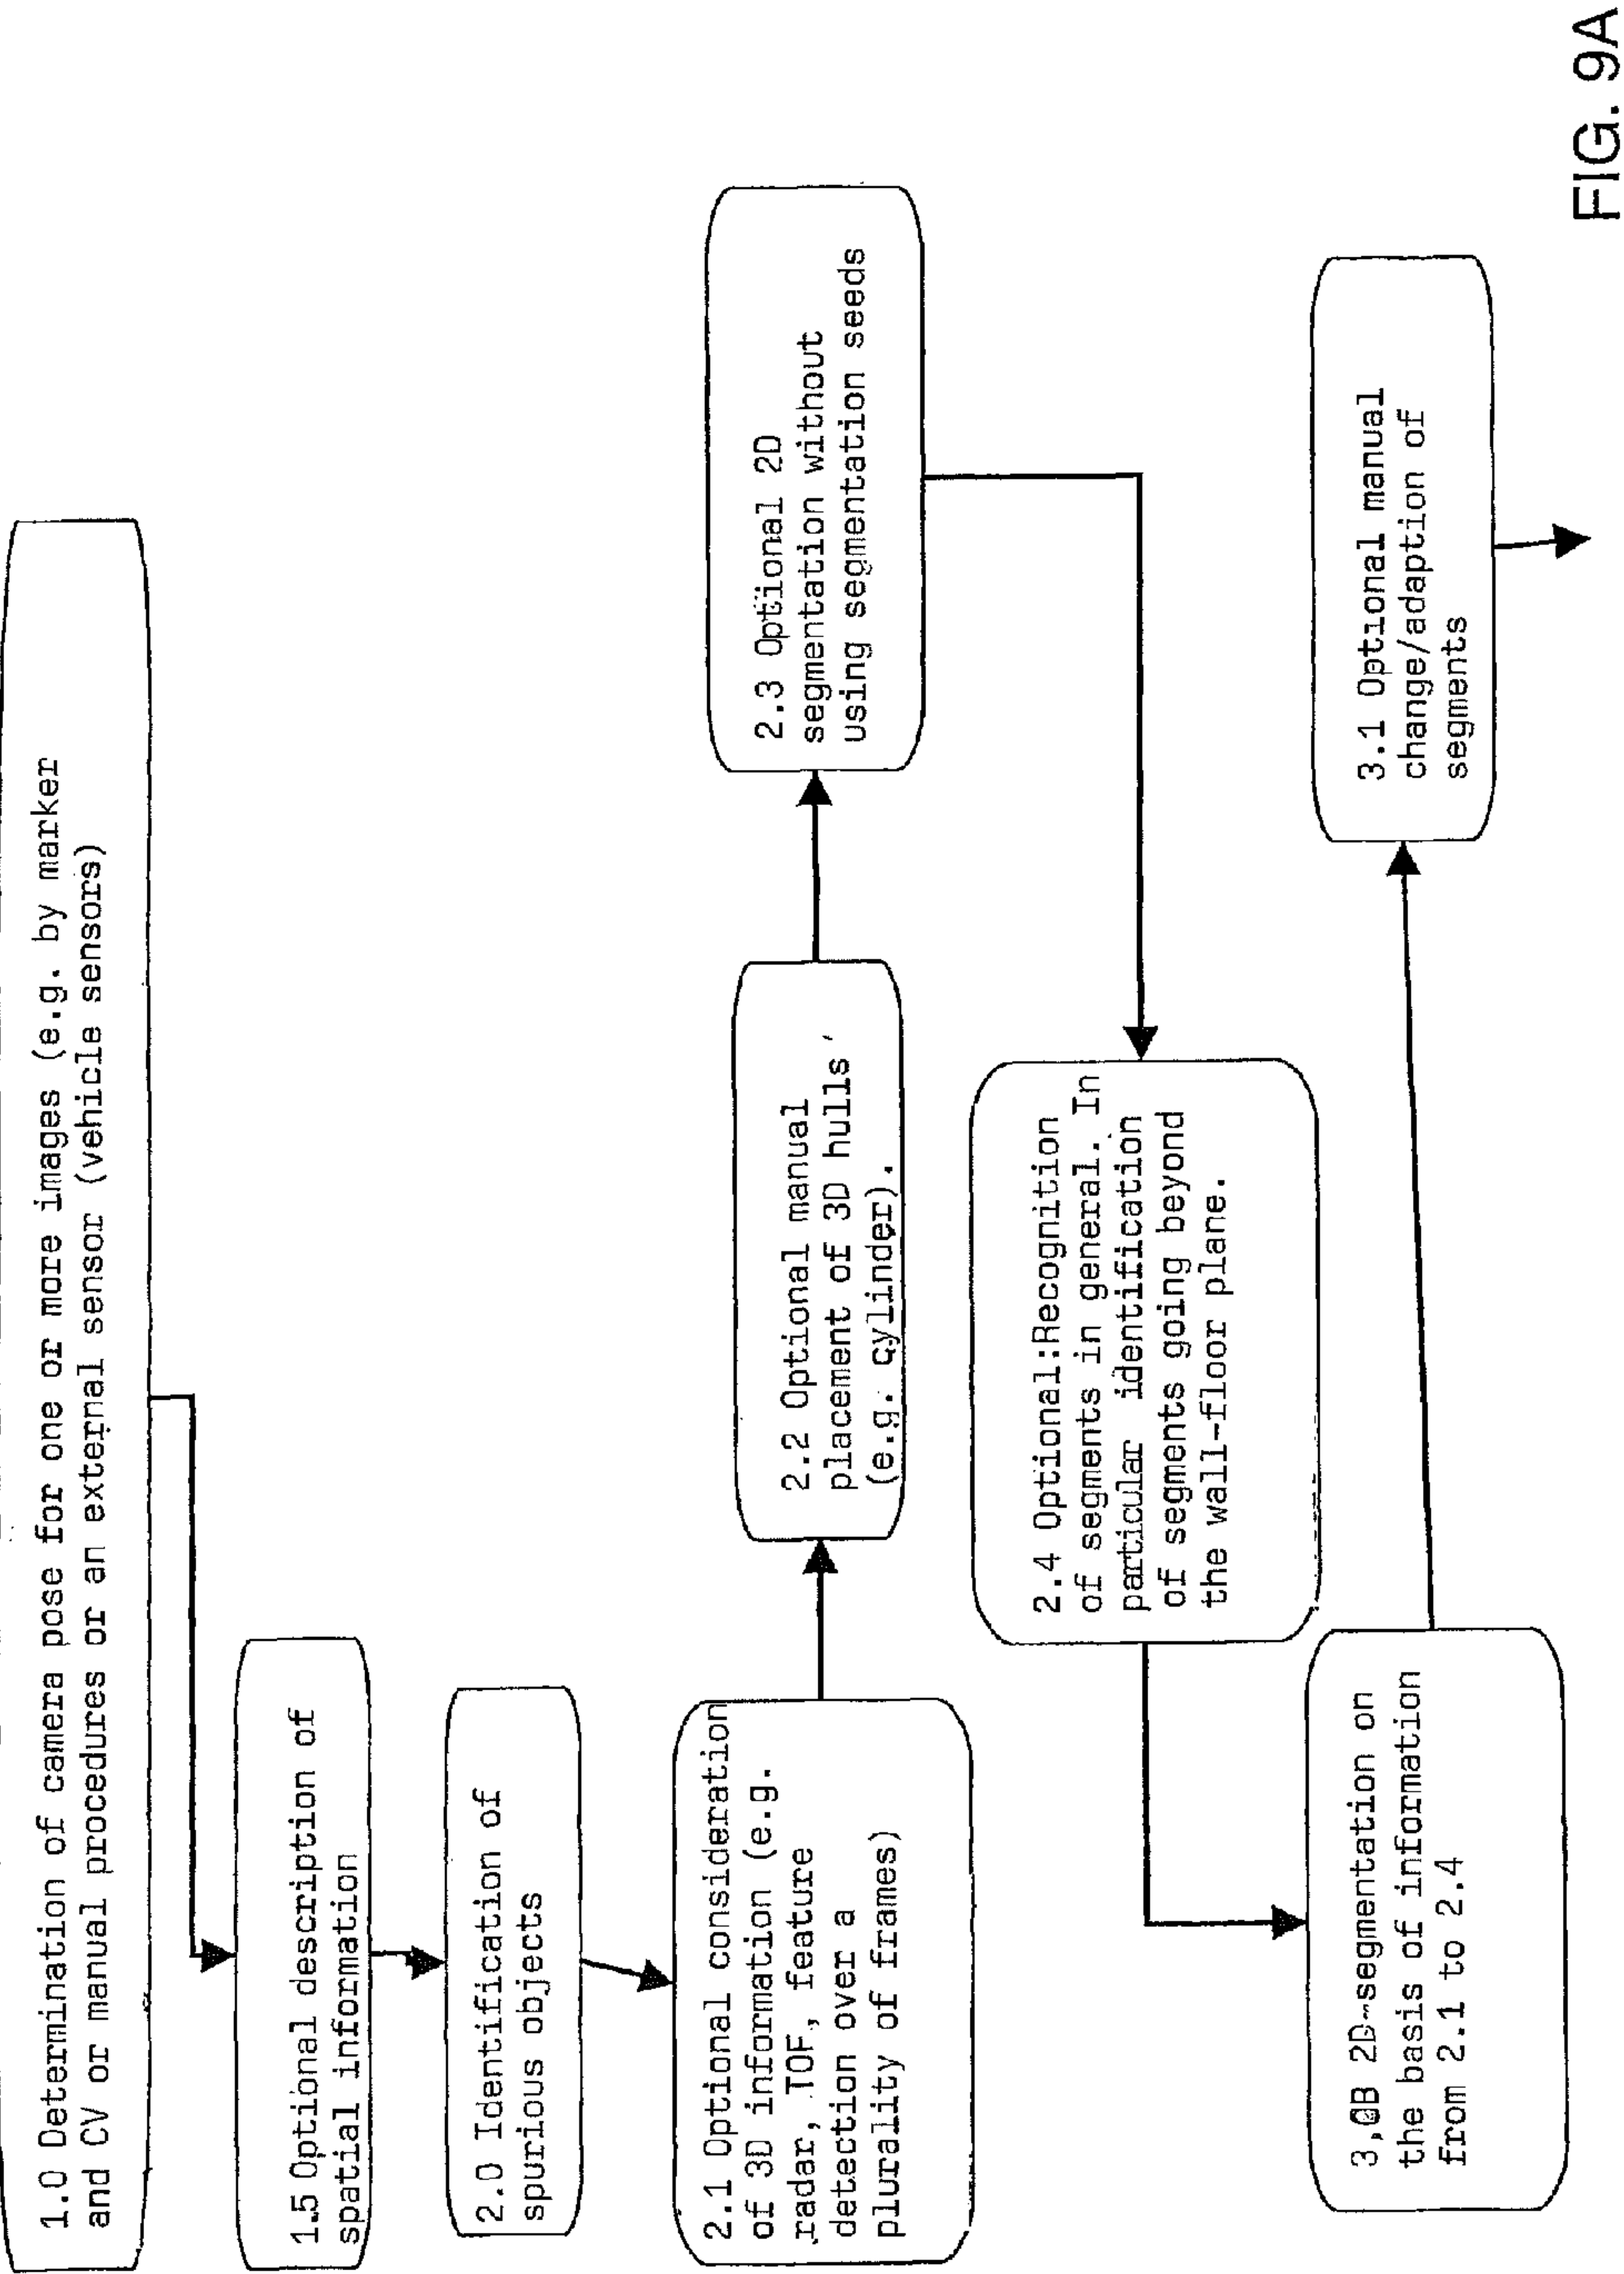 1.0 Determination of camera pose for one or more images (e.g. by marker
and CV or manual procedures or an external sensor (vehicle sensors)
1.5 Optional description of
spatial information
2.0 Identification of
spurious objects
2.1 Optional consideration
of 3D information (e.g.
radar, TOF, feature
detection over a
plurality of frames)
2.2 Optional manual
placement of 3D hulls
(e.g. cylinder).
2.3 Optional 2D
segmentation without
using segmentation seeds
2.4 Optional:Recognition
of segments in general. In
particular identification
of segments going beyond
the wall-floor plane.
3,0B 2D-segmentation on
the basis of information
from 2.1 to 2.4
3.1 Optional manual
change/adaption of
segments
FIG. 9A